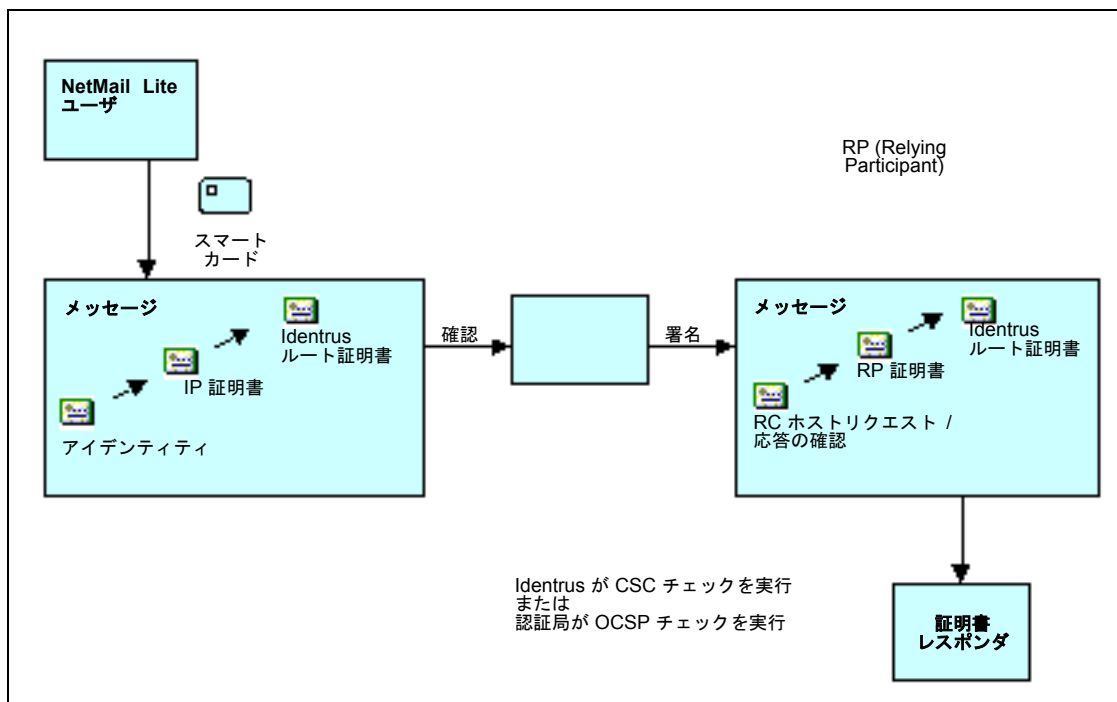 NetMail Lite
ユーザ
RP (Relying
Participant)
スマート
カード
メッセージ
Identrus
ルート証明書
IP 証明書
アイデンティティ
確認
署名
メッセージ
Identrus
ルート証明書
RP 証明書
RC ホストリクエスト /
応答の確認
Identrus が CSC チェックを実行
または
認証局が OCSP チェックを実行
証明書
レスポンダ